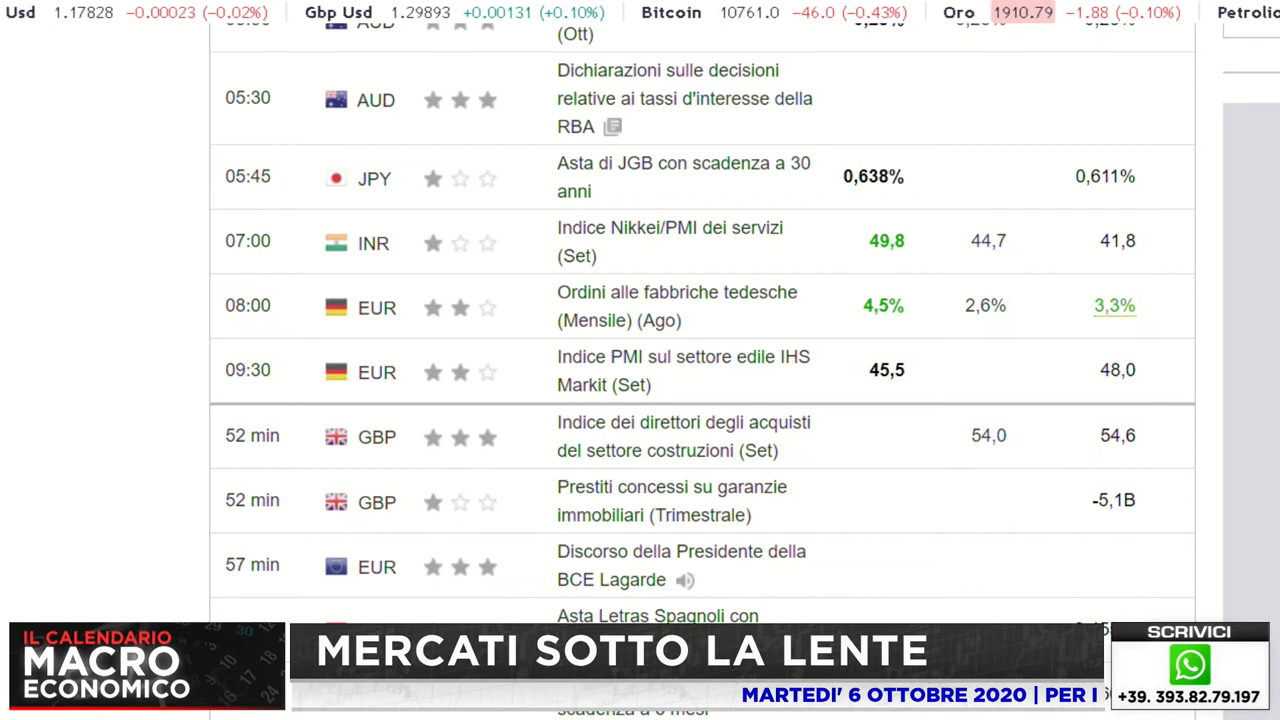 Usd 1.17828 −0.00023 (−0.02%) Gbp Usd 1.29893 +0.00131 (+0.10%) Bitcoin 10761,0 −46.0 (−0.43%) Oro 1910.79 −1.88 (−0.10%) Petrolio
(Ott)
Dichiarazioni sulle decisioni
05:30 AUD relative ai tassi d'interesse della
RBA
05:45 JPY Asta di JGB con scadenza a 30 0,638% 0,611%
anni
07:00 INR Indice Nikkei/PMI dei servizi 49,8 44,7 41,8
(Set)
08:00 EUR Ordini alle fabbriche tedesche 4,5% 2,6% 3,3%
(Mensile) (Ago)
09:30 EUR Indice PMI sul settore edile IHS 45,5 48,0
Markit (Set)
52 min GBP Indice dei direttori degli acquisti 54,0 54,6
del settore costruzioni (Set)
52 min GBP Prestiti concessi su garanzie -5,1B
immobiliari (Trimestrale)
57 min EUR Discorso della Presidente della
BCE Lagarde
Asta Letras Spagnoli con
IL CALENDARIO
MACRO
ECONOMICO
MERCATI SOTTO LA LENTE
MARTEDI' 6 OTTOBRE 2020 | PER I
SCRIVICI
+39. 393.82.79.197
scadenza a 6 mesi